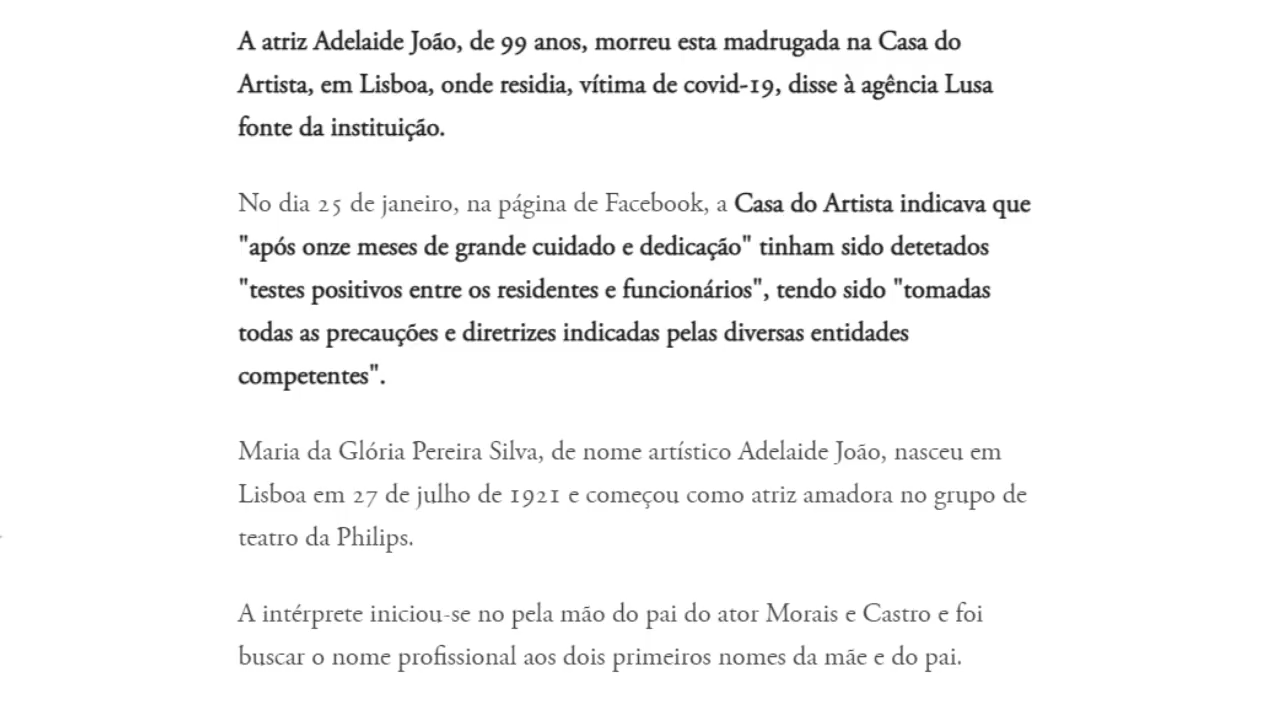 A atriz Adelaide João, de 99 anos, morreu esta madrugada na Casa do
Artista, em Lisboa, onde residia, vítima de covid-19, disse à agência Lusa
fonte da instituição.
No dia 25 de janeiro, na página de Facebook, a Casa do Artista indicava que
"após onze meses de grande cuidado e dedicação" tinham sido detetados
"testes positivos entre os residentes e funcionários", tendo sido "tomadas
todas as precauções e diretrizes indicadas pelas diversas entidades
competentes".
Maria da Glória Pereira Silva, de nome artístico Adelaide João, nasceu em
Lisboa em 27 de julho de 1921 e começou como atriz amadora no grupo de
teatro da Philips.
A intérprete iniciou-se no pela mão do pai do ator Morais e Castro e foi
buscar o nome profissional aos dois primeiros nomes da mãe e do pai.